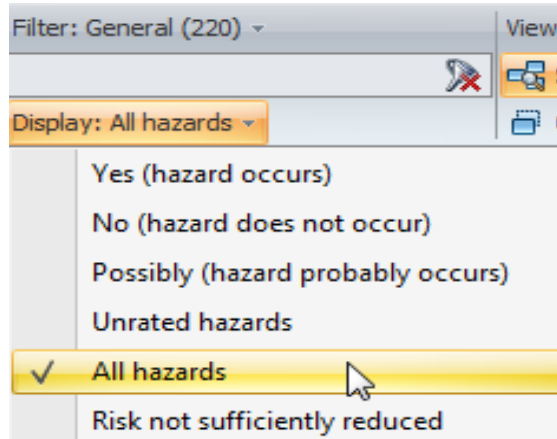 Filter: General (220)
View
Display: All hazards
Yes (hazard occurs)
No (hazard does not occur)
Possibly (hazard probably occurs)
Unrated hazards
All hazards
Risk not sufficiently reduced